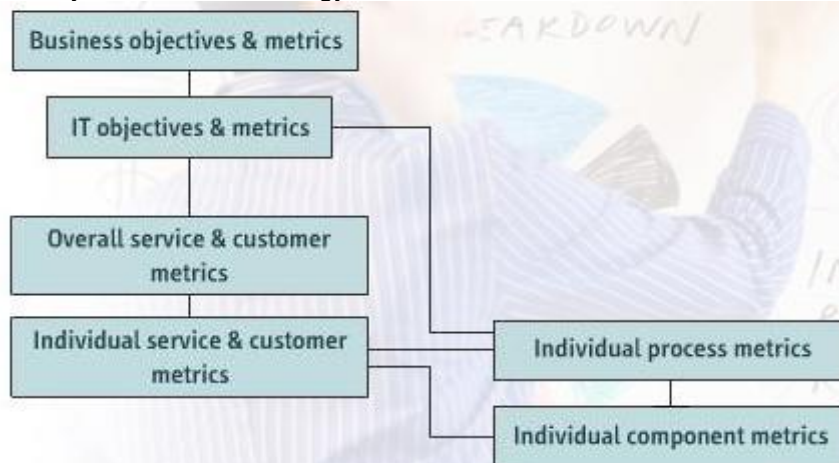 EAKDOWN
Business objectives & metrics
IT objectives & metrics
Overall service & customer
metrics
Individual service & customer
metrics
Individual process metrics
Individual component metrics